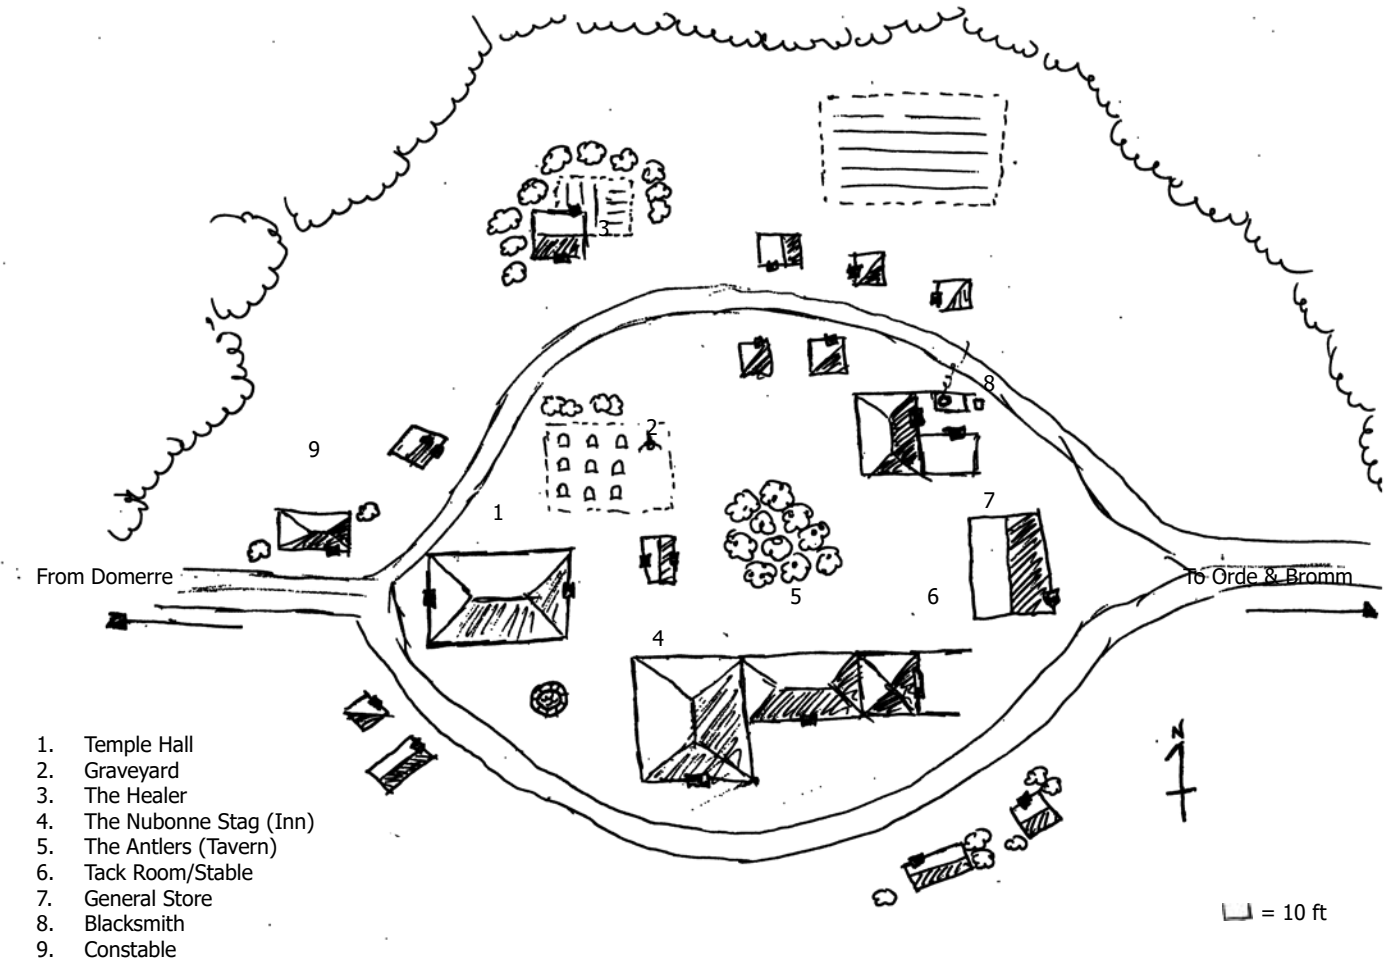 3
8
2
9
7
1
From Domerre
To Orde & Bromm
5
6
4
N
1. Temple Hall
2. Graveyard
3. The Healer
4. The Nubonne Stag (Inn)
5. The Antlers (Tavern)
6. Tack Room/Stable
7. General Store
8. Blacksmith
9. Constable
= 10 ft